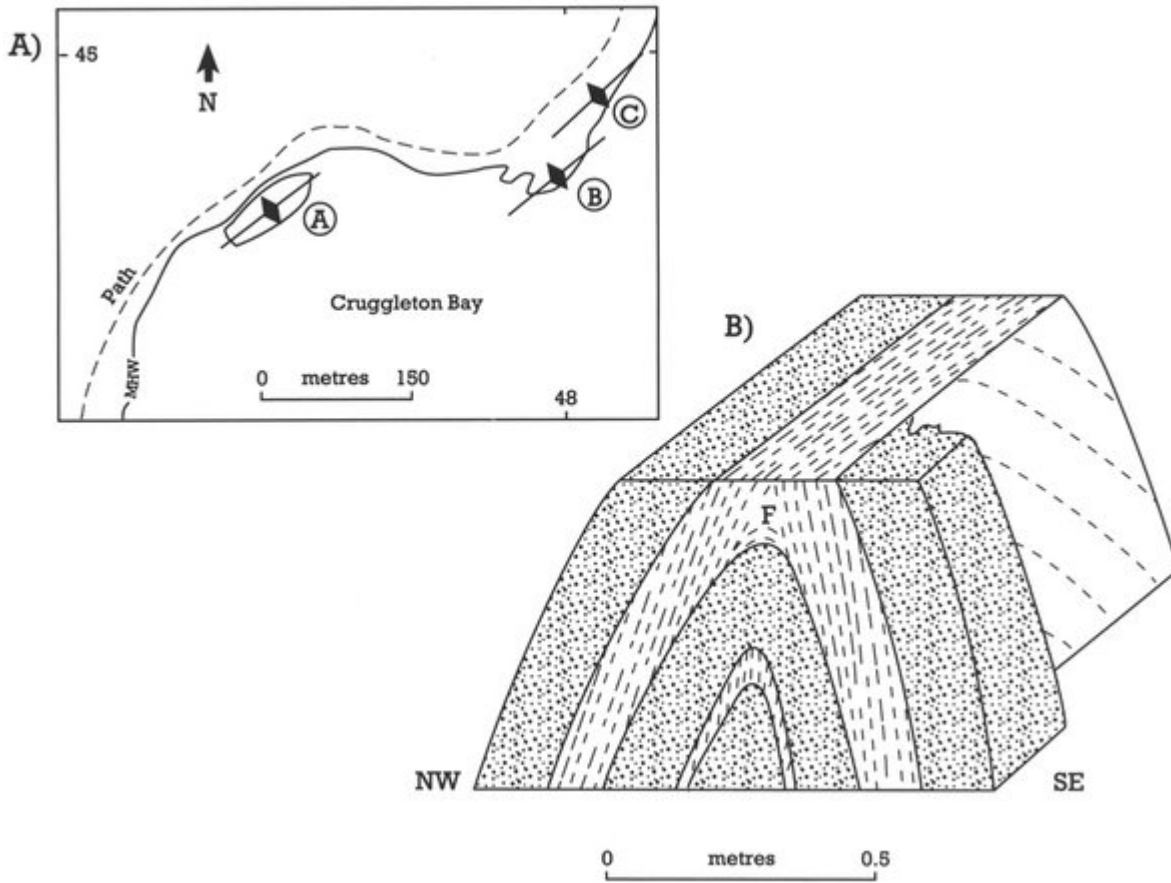 A)
45
N
C
B
A
Path
Cruggleton Bay
MHW
0 metres 150
48
B)
F
NW
SE
0 metres 0.5